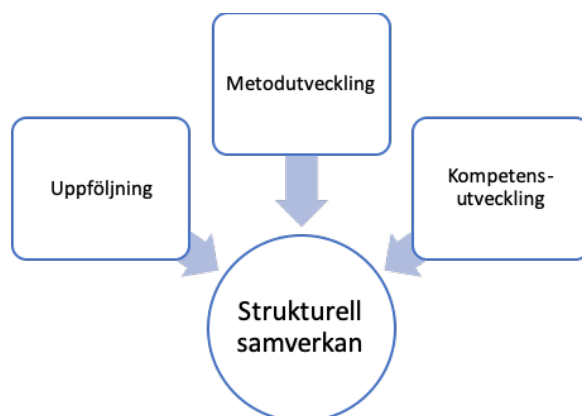 Metodutveckling
Uppföljning
Kompetens-
utveckling
Strukturell
samverkan